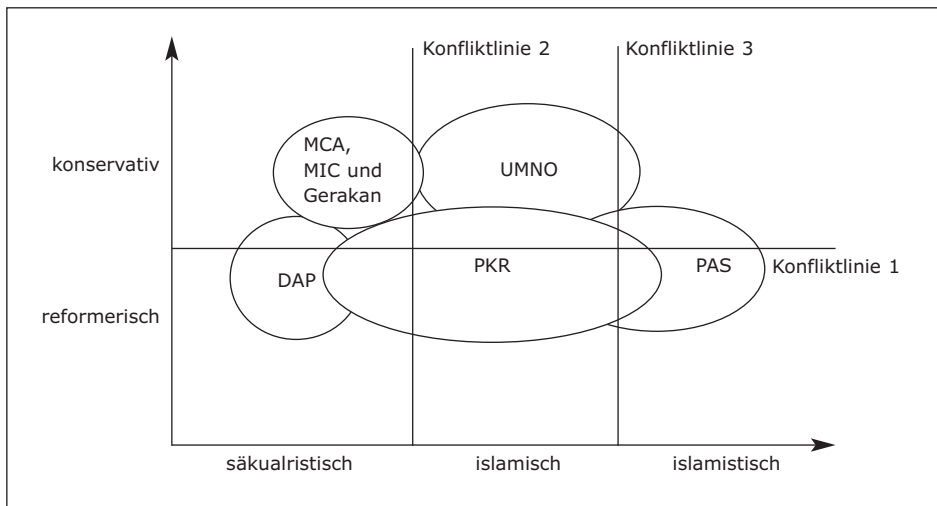 Konfliktlinie 2
Konfliktlinie 3
konservativ
MCA,
MIC und
Gerakan
UMNO
DAP
PKR
PAS
Konfliktlinie 1
reformerisch
säkualristisch
islamisch
islamistisch